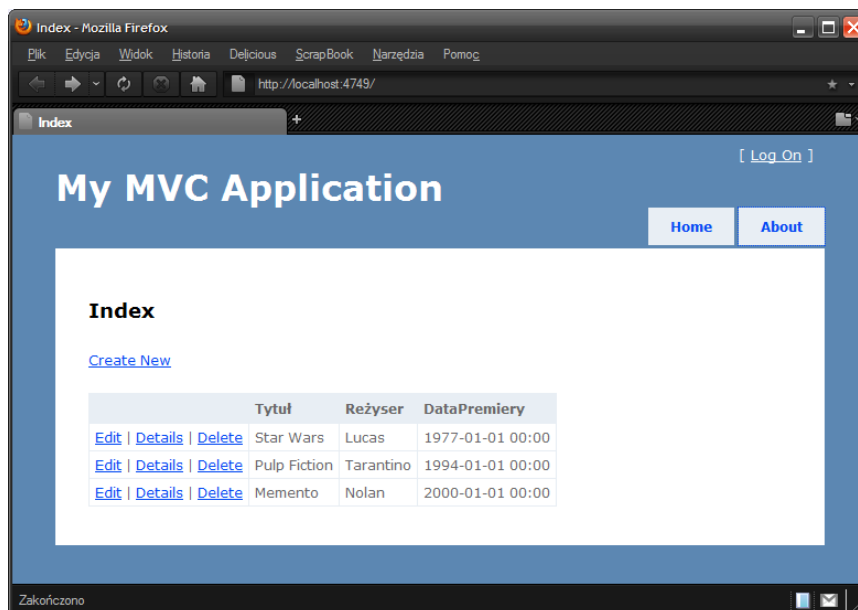 Index - Mozilla Firefox
Plik Edycja Widok Historia Delicious ScrapBook Narzędzia Pomoc
http://localhost:4749/
Index
[ Log On ]
My MVC Application
Home About
Index
Create New
Tytuł Reżyser DataPremiery
Edit | Details | Delete Star Wars Lucas 1977-01-01 00:00
Edit | Details | Delete Pulp Fiction Tarantino 1994-01-01 00:00
Edit | Details | Delete Memento Nolan 2000-01-01 00:00
Zakończono